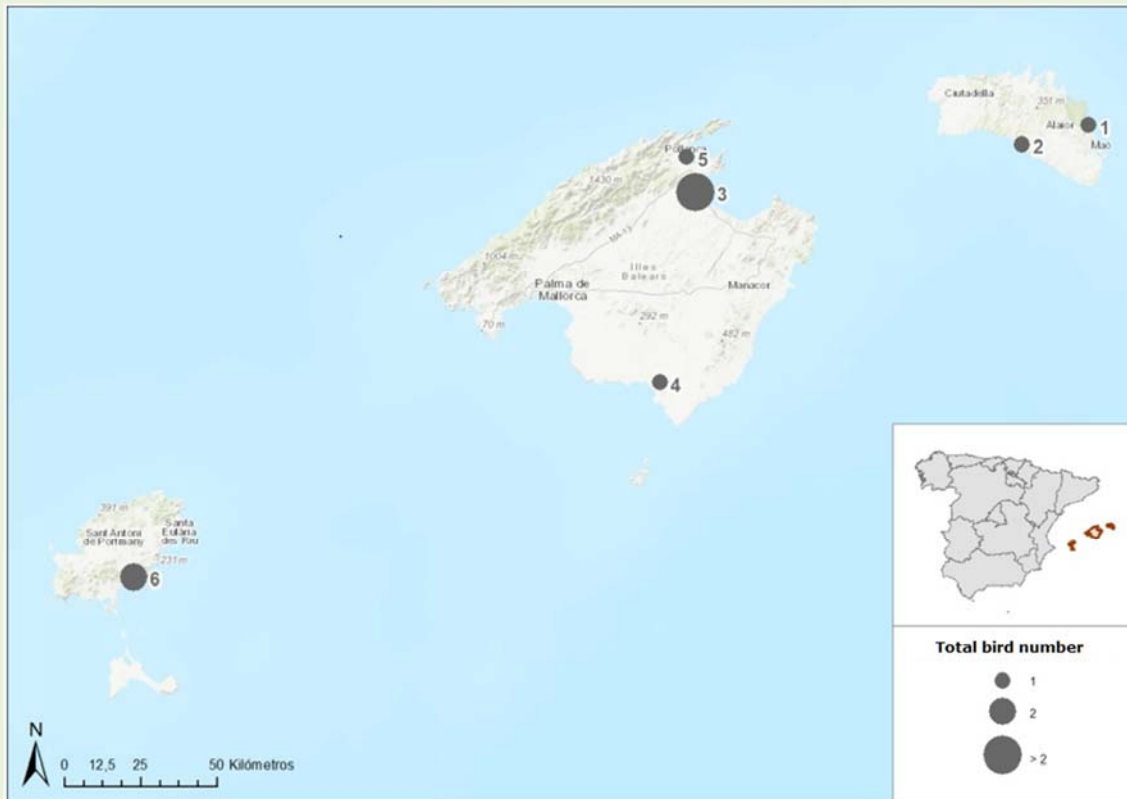 Ciutadella
351 m
Alaior
1
Maó
2
Pollença
5
3
1430 m
MA-13
1004 m
Illes
Balears
Palma de
Mallorca
Manacor
292 m
70 m
482 m
4
391 m
Santa
Eulària
des Riu
Sant Antoni
de Portmany
231 m
6
Total bird number
1
2
> 2
N
0 12,5 25 50 Kilómetros